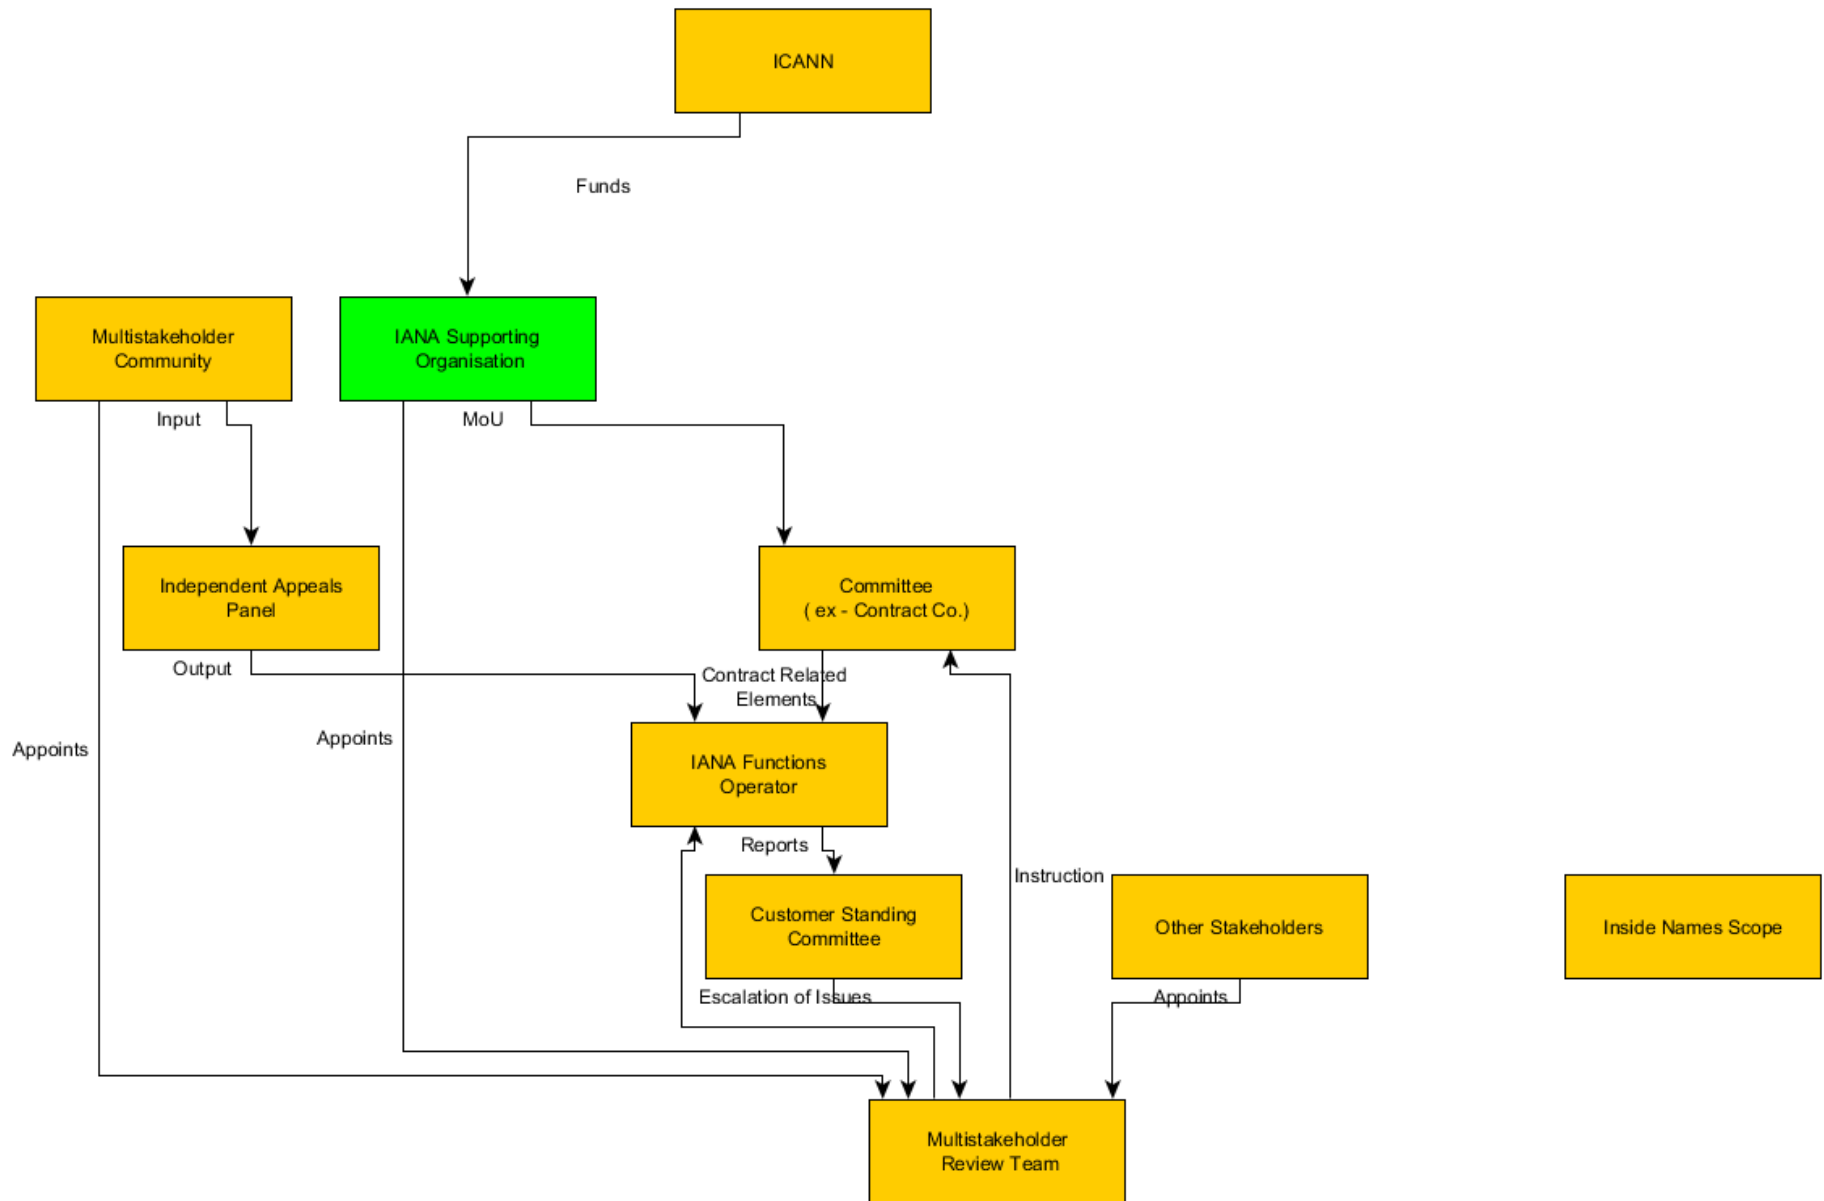 ICANN
Funds
Multistakeholder
Community
IANA Supporting
Organisation
Input
MoU
Independent Appeals
Panel
Committee
( ex - Contract Co.)
Output
Contract Related
Elements
Appoints
Appoints
IANA Functions
Operator
Reports
Instruction
Customer Standing
Committee
Other Stakeholders
Inside Names Scope
Escalation of Issues
Appoints
Multistakeholder
Review Team